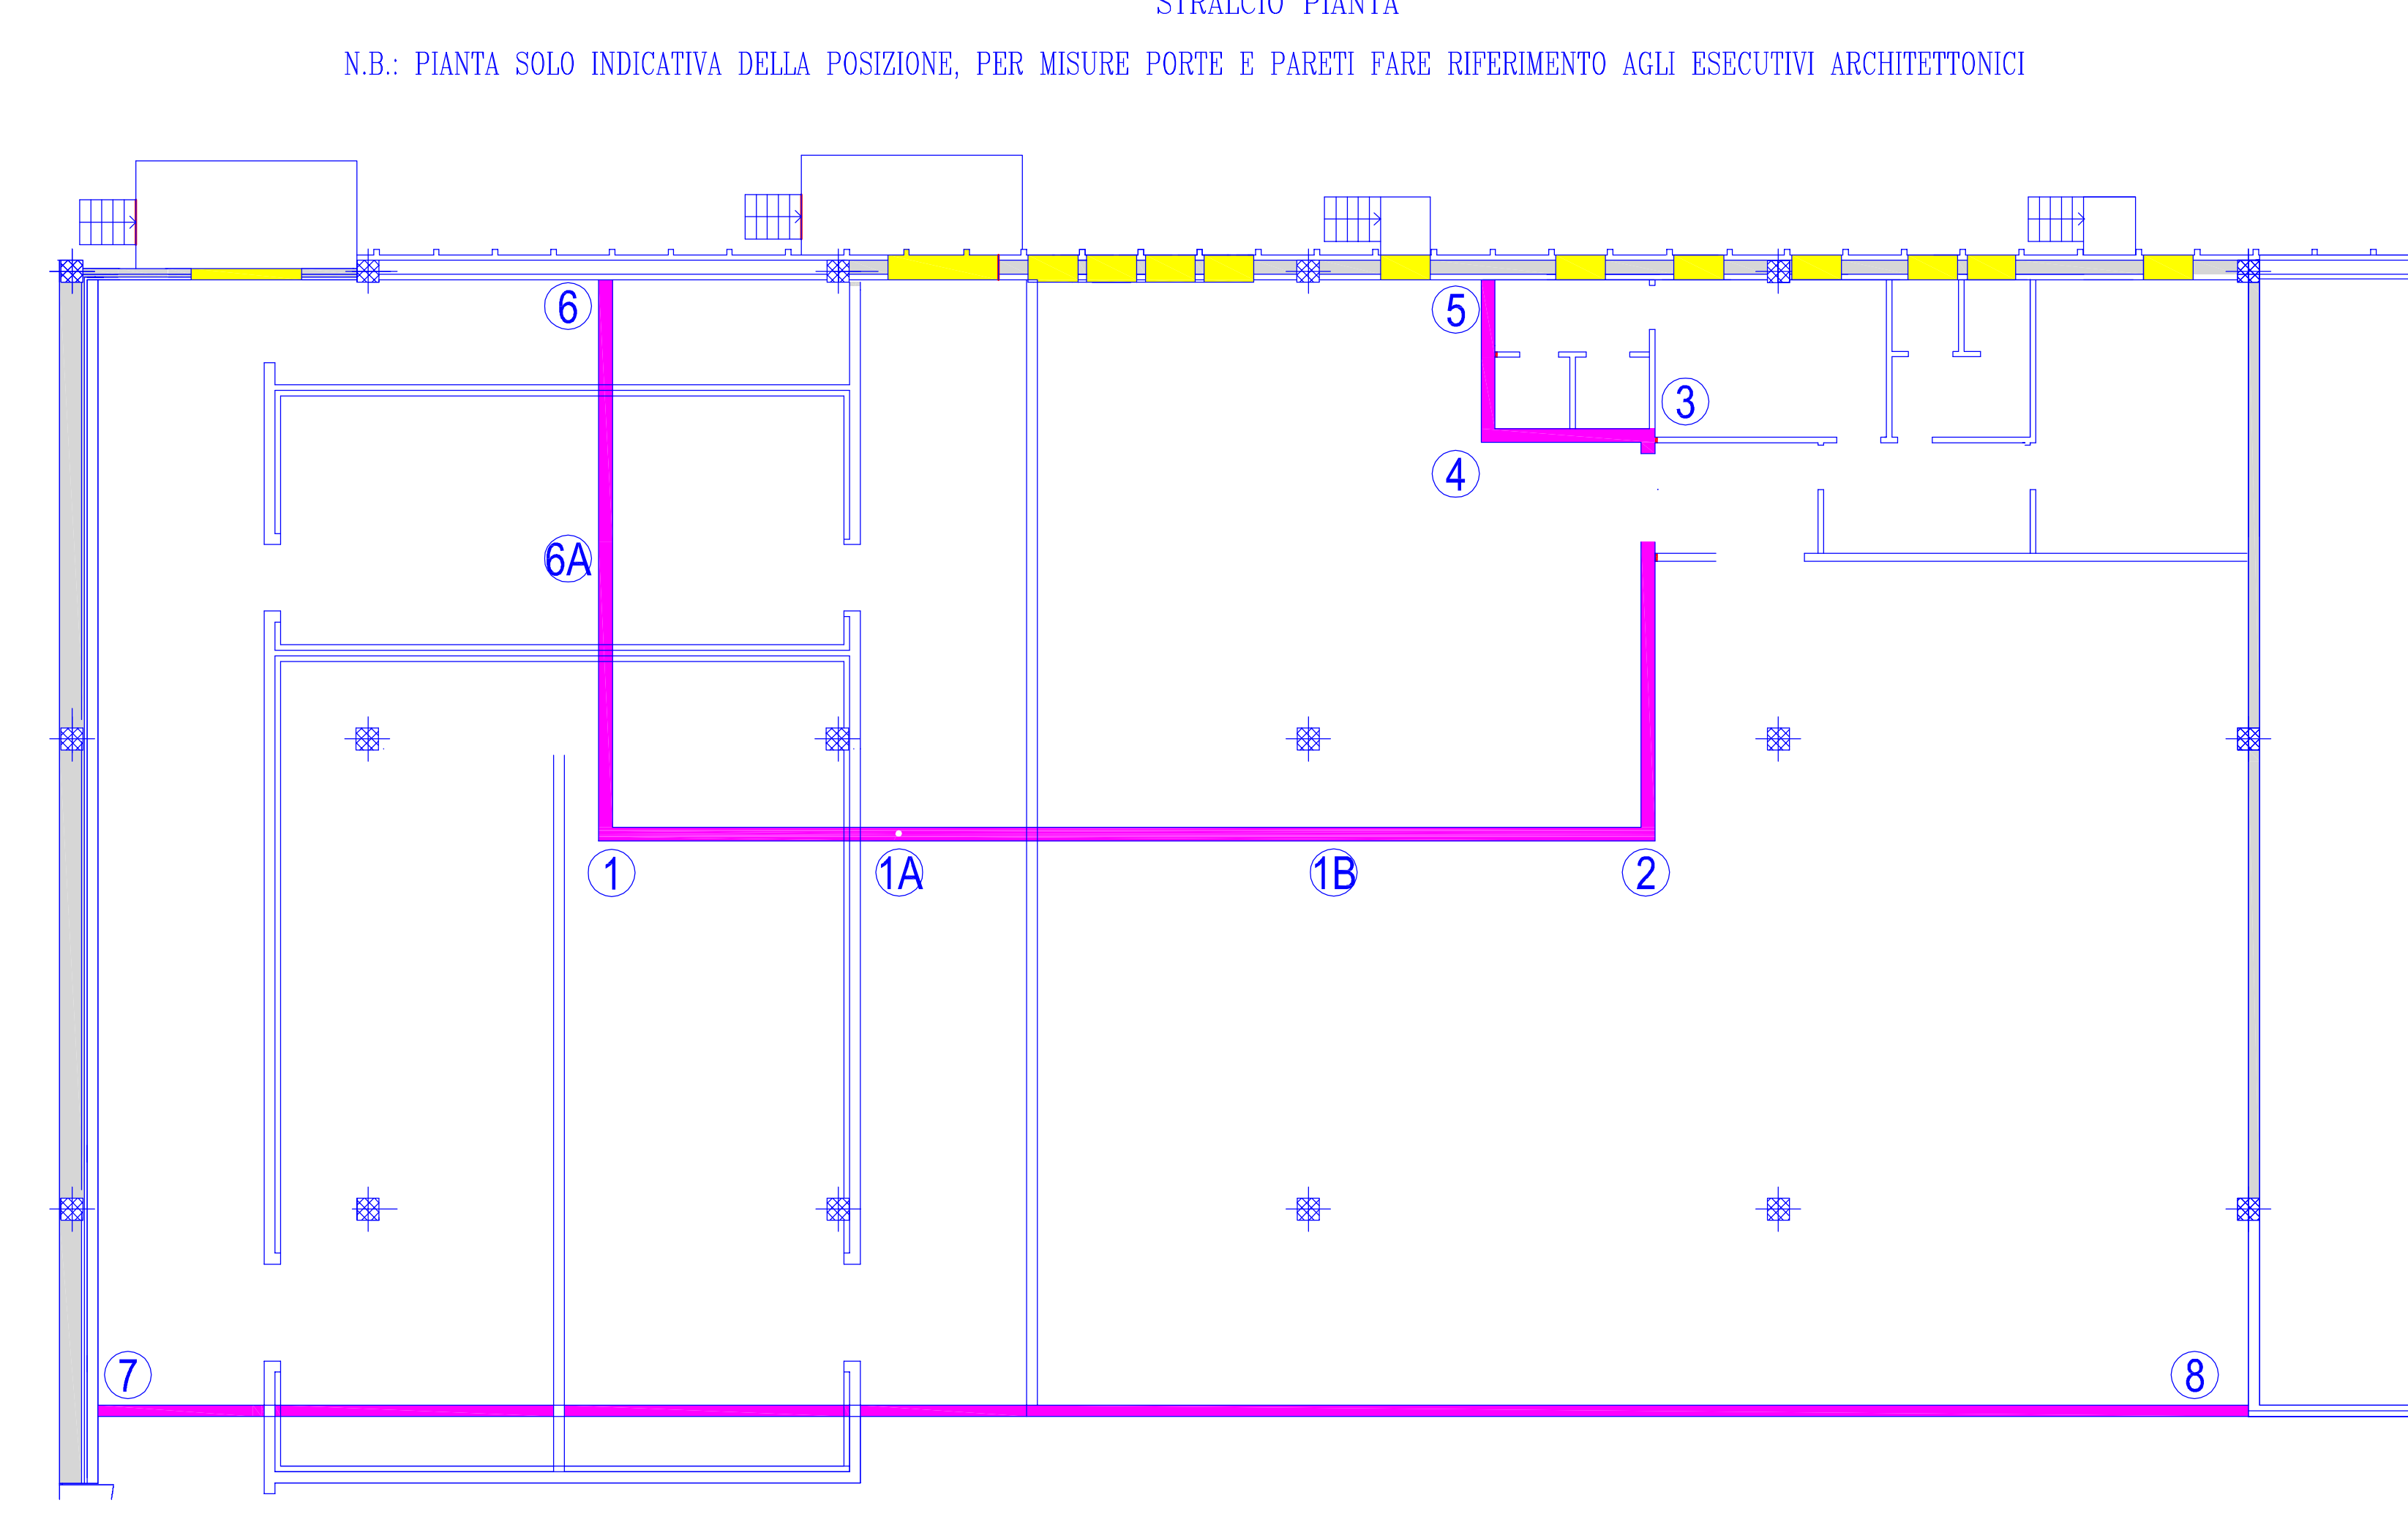 STRALCIO PIANTA
N.B.: PIANTA SOLO INDICATIVA DELLA POSIZIONE, PER MISURE PORTE E PARETI FARE RIFERIMENTO AGLI ESECUTIVI ARCHITETTONICI
6
5
3
4
6A
1
1A
1B
2
7
8